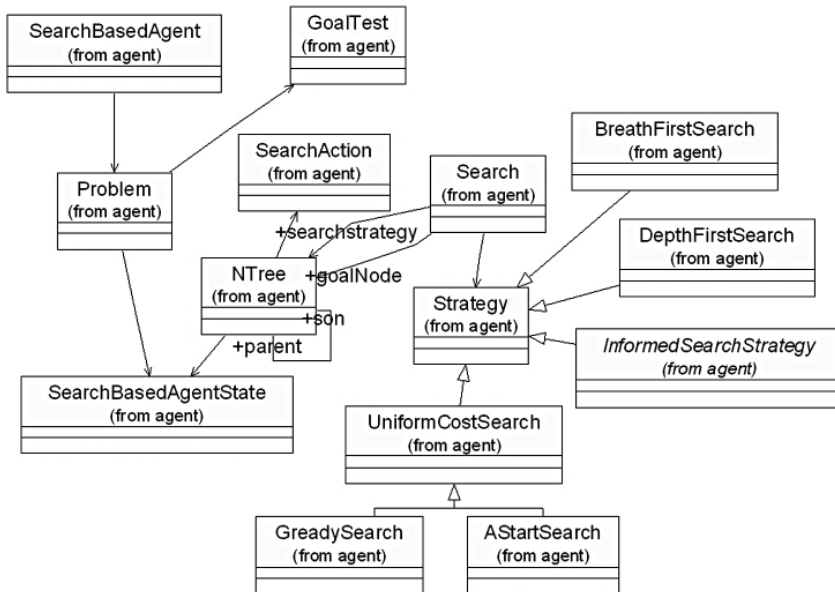 SearchBasedAgent
(from agent)
GoalTest
(from agent)
BreathFirstSearch
(from agent)
SearchAction
(from agent)
Search
(from agent)
Problem
(from agent)
+searchstrategy
DepthFirstSearch
(from agent)
NTree
(from agent)
+goalNode
+son
+parent
Strategy
(from agent)
InformedSearchStrategy
(from agent)
SearchBasedAgentState
(from agent)
UniformCostSearch
(from agent)
GreadySearch
(from agent)
AStartSearch
(from agent)